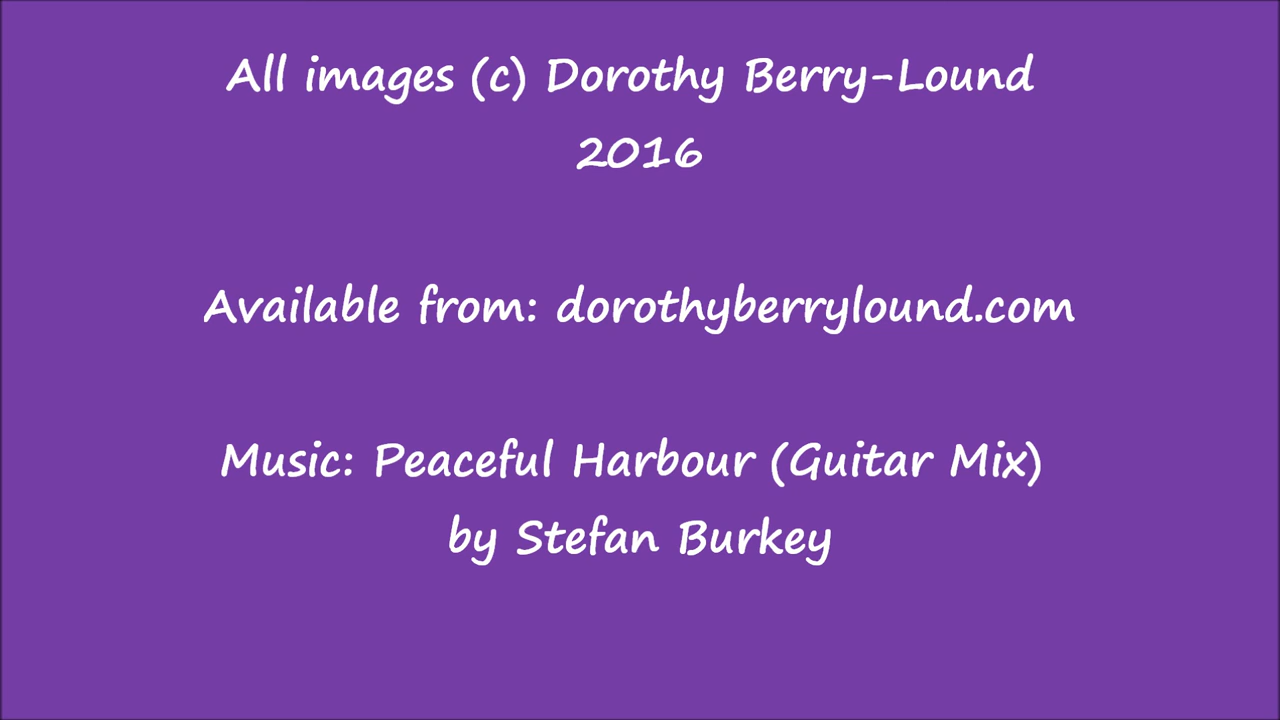 All images (c) Dorothy Berry-Lound
2016
Available from: dorothyberrylound.com
Music: Peaceful Harbour (Guitar Mix)
by Stefan Burkey